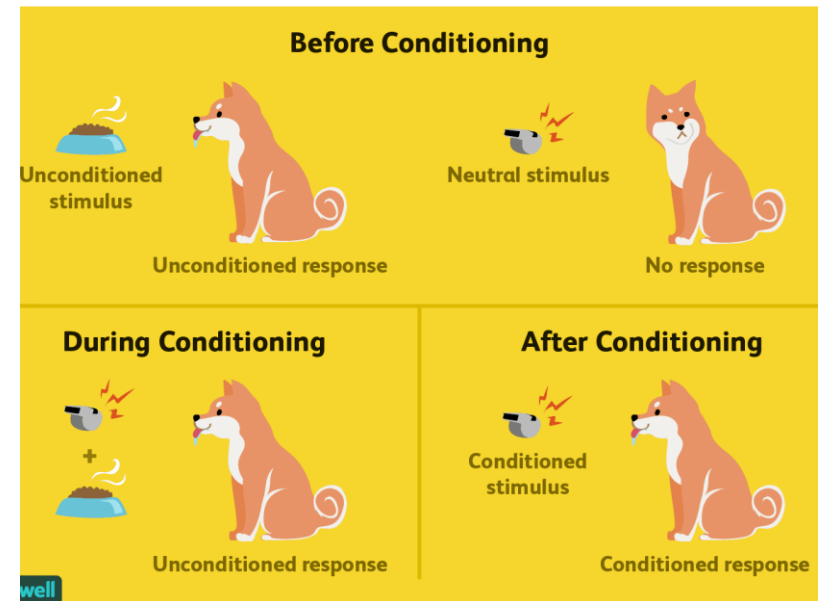 Before Conditioning
Unconditioned
stimulus
Unconditioned response
Neutral stimulus
No response
During Conditioning
+
Unconditioned response
After Conditioning
Conditioned
stimulus
Conditioned response
well